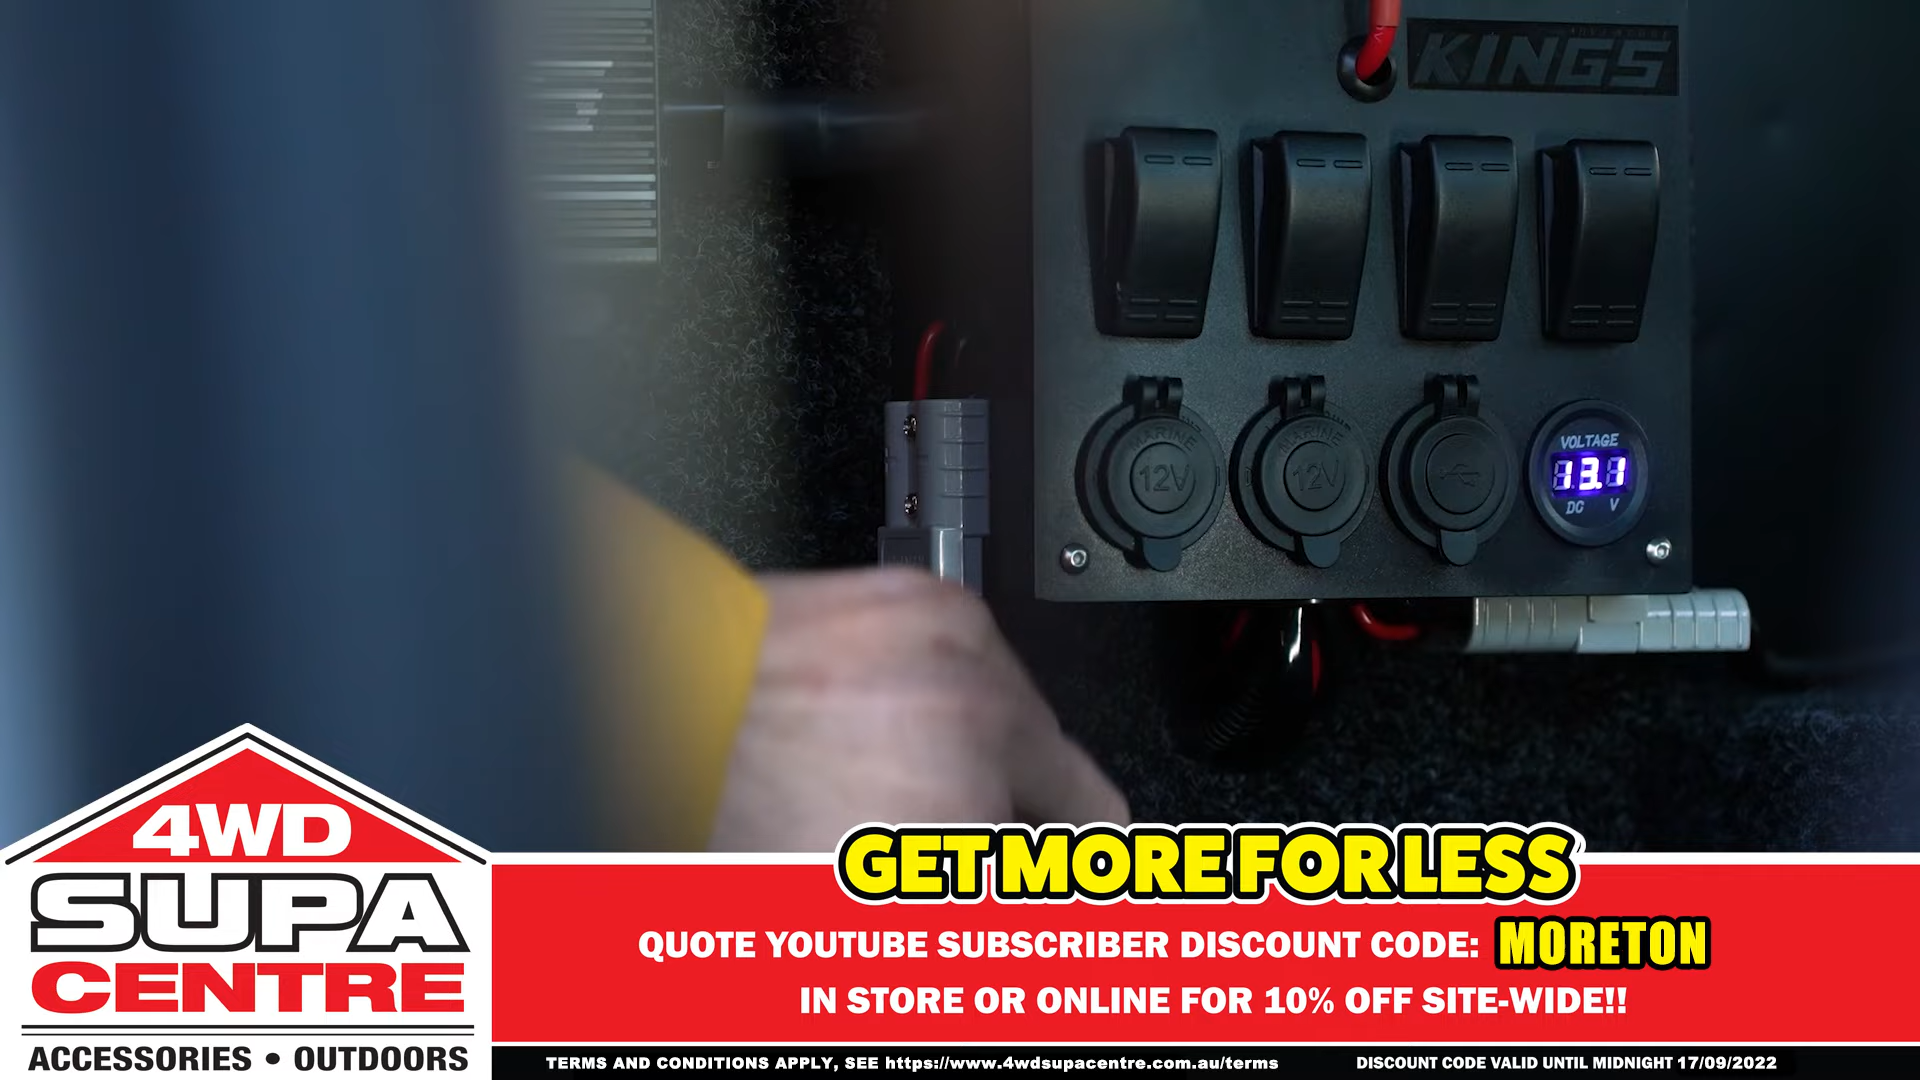 KINGS
MARINE
12V
MARINE
12V
VOLTAGE
13.1
DC V
4WD
SUPA
CENTRE
ACCESSORIES • OUTDOORS
GET MORE FOR LESS
QUOTE YOUTUBE SUBSCRIBER DISCOUNT CODE: MORETON
IN STORE OR ONLINE FOR 10% OFF SITE-WIDE!!
TERMS AND CONDITIONS APPLY, SEE https://www.4wdsupacentre.com.au/terms
DISCOUNT CODE VALID UNTIL MIDNIGHT 17/09/2022